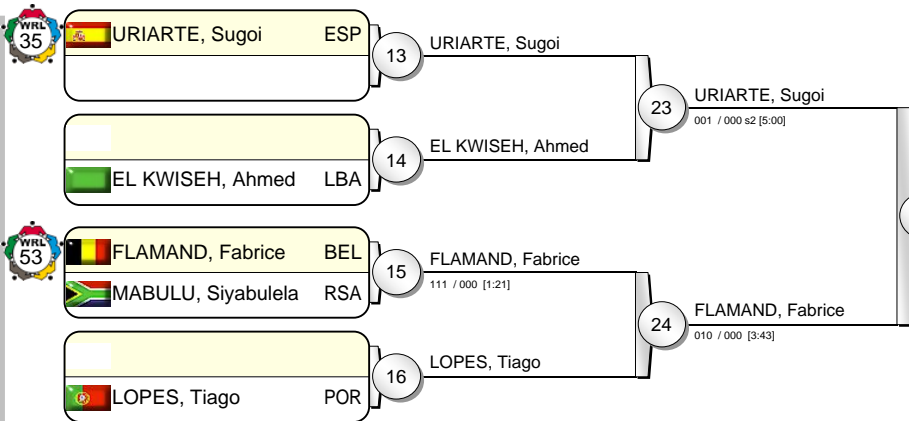 WRL
35
URIARTE, Sugoi ESP
13
URIARTE, Sugoi
23
URIARTE, Sugoi
001 / 000 s2 [5:00]
14
EL KWISEH, Ahmed
EL KWISEH, Ahmed LBA
WRL
53
FLAMAND, Fabrice BEL
MABULU, Siyabulela RSA
15
FLAMAND, Fabrice
111 / 000 [1:21]
24
FLAMAND, Fabrice
010 / 000 [3:43]
16
LOPES, Tiago
LOPES, Tiago POR